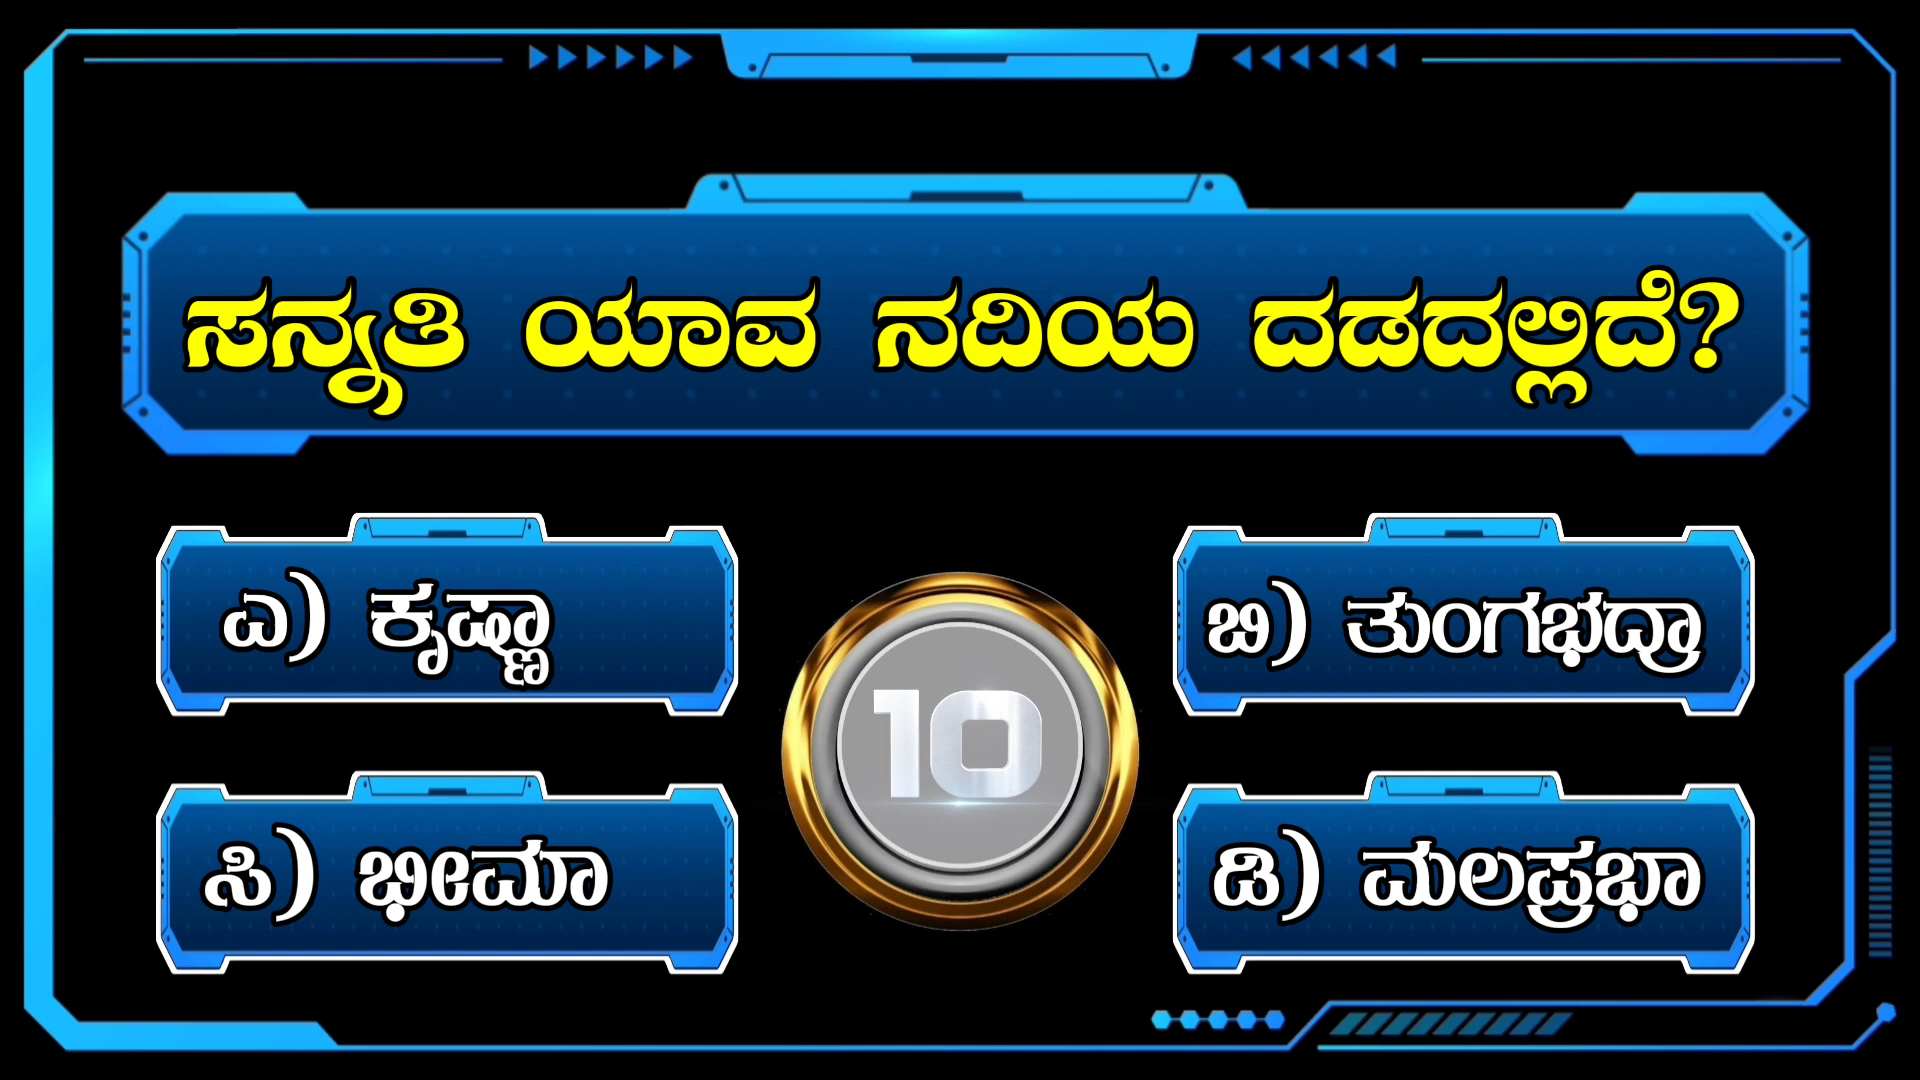 ಸನ್ನತಿ ಯಾವ ನದಿಯ ದಡದಲ್ಲಿದೆ?
ಎ) ಕೃಷ್ಣಾ
ಬಿ) ತುಂಗಭದ್ರಾ
10
ಸಿ) ಭೀಮಾ
ಡಿ) ಮಲಪ್ರಭಾ